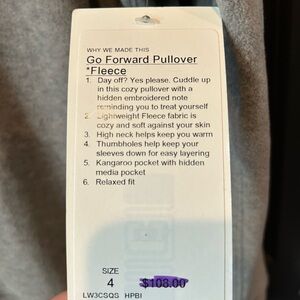 WHY WE MADE THIS
Go Forward Pullover
*Fleece
1. Day off? Yes please. Cuddle up
in this cozy pullover with a
hidden embroidered note
reminding you to treat yourself
2. Lightweight Fleece fabric is
cozy and soft against your skin
3. High neck helps keep you warm
4. Thumbholes help keep your
sleeves down for easy layering
5. Kangaroo pocket with hidden
media pocket
6. Relaxed fit
SIZE
4 $108.00
LW3CSQS HPBI